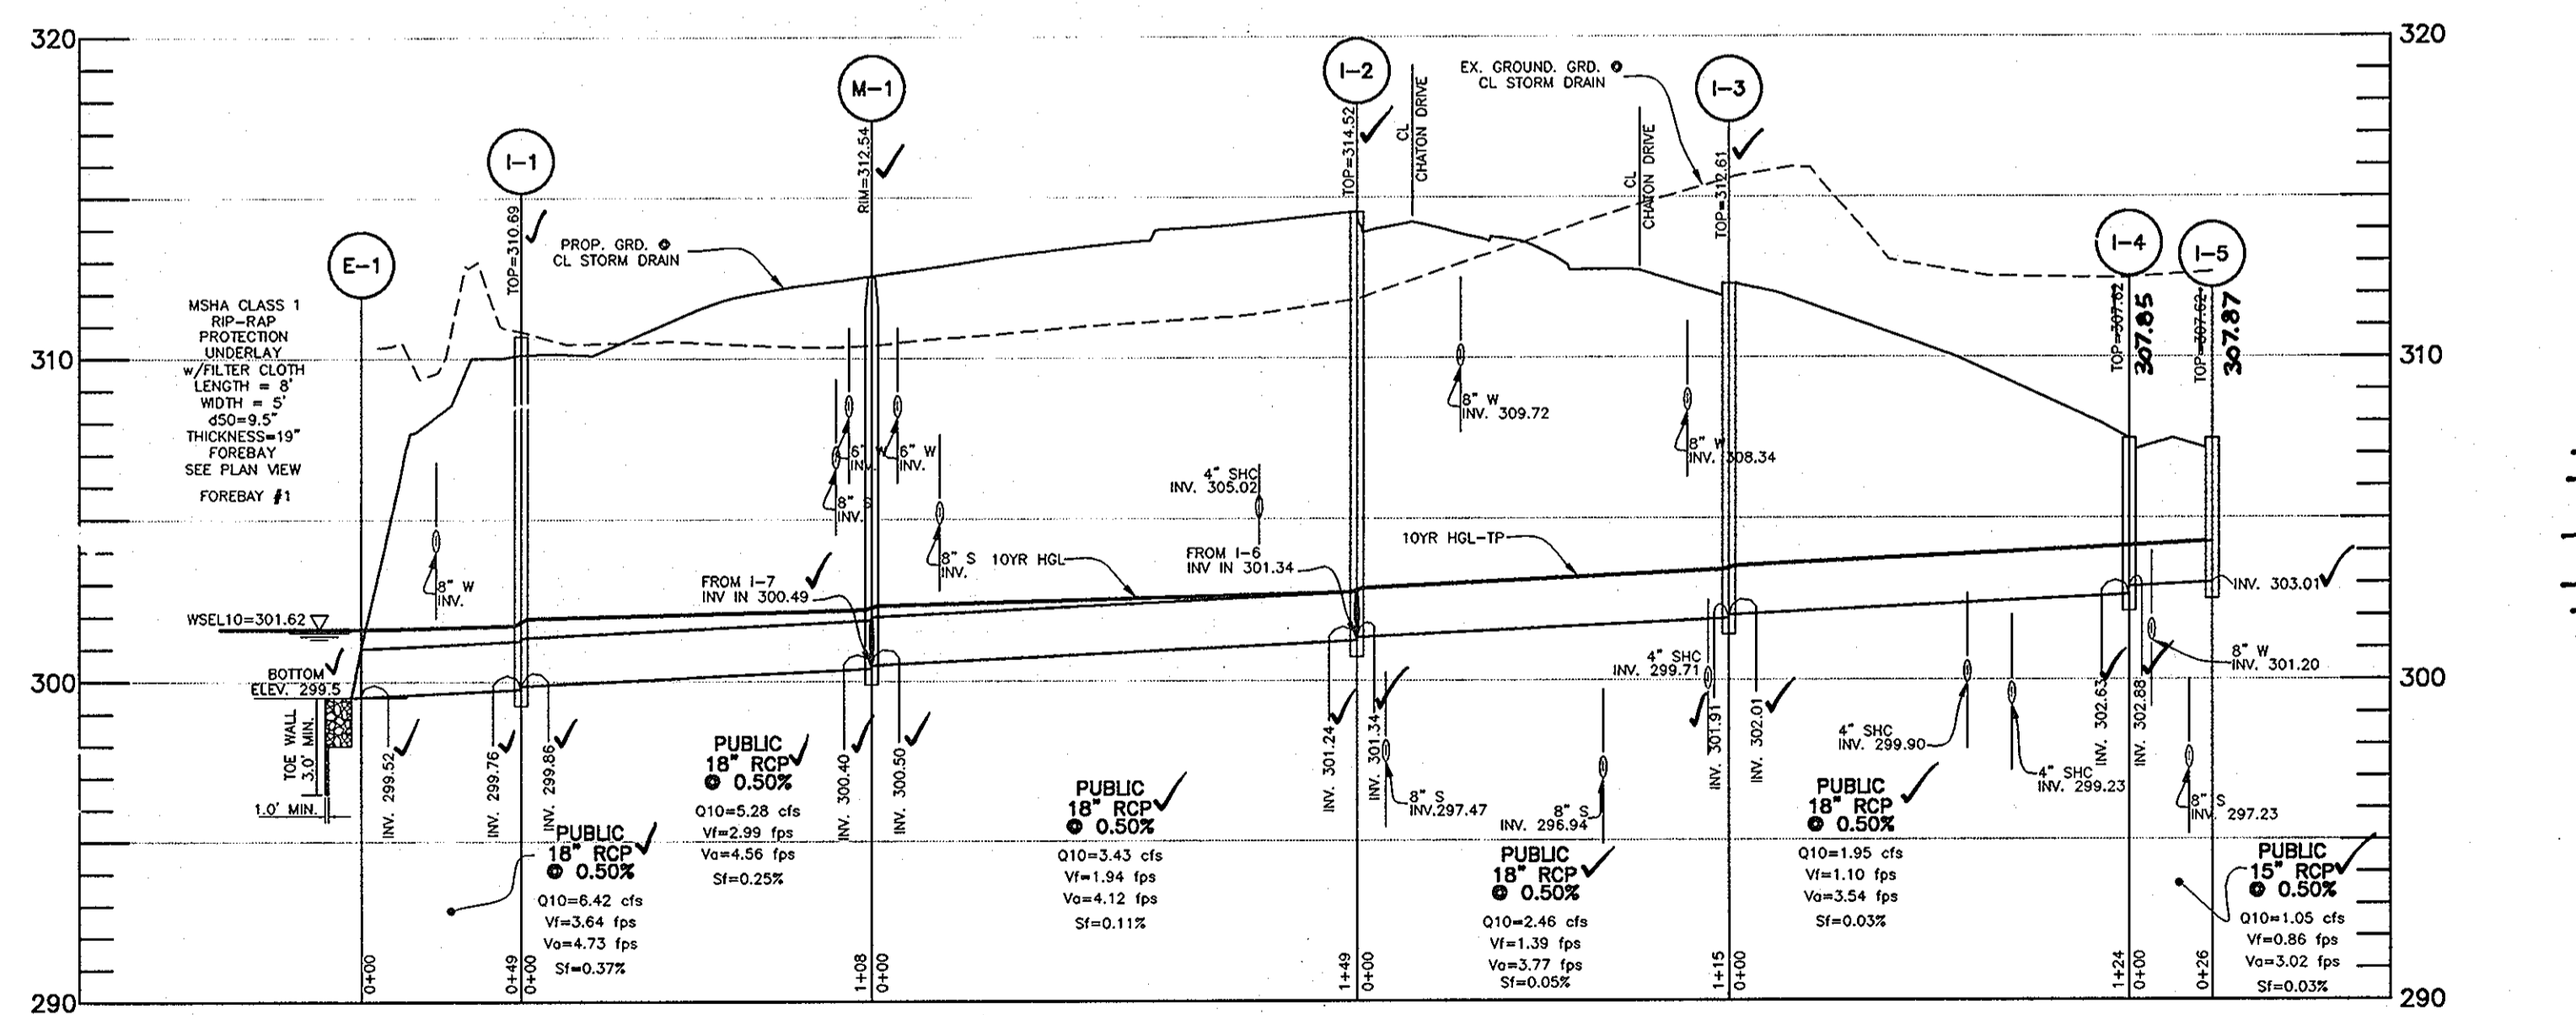 320
320
E-1
I-1
M-1
I-2
I-3
I-4
I-5
TOP=310.69
RIM=312.54
TOP=314.52
CL
CHATON DRIVE
EX. GROUND. GRD. @
CL STORM DRAIN
CL
CHATON DRIVE
TOP=312.61
TOP=307.62
307.85
TOP=307.62
307.87
PROP. GRD. @
CL STORM DRAIN
MSHA CLASS 1
RIP-RAP
PROTECTION
UNDERLAY
w/FILTER CLOTH
LENGTH = 8'
WIDTH = 5'
d50=9.5"
THICKNESS=19"
FOREBAY
SEE PLAN VIEW
FOREBAY #1
310
310
8" W
INV.
6" W
INV.
6" W
INV.
8" S
INV.
8" S
INV.
4" SHC
INV. 305.02
8" W
INV. 309.72
8" W
INV. 308.34
10YR HGL
10YR HGL-TP
FROM I-7
INV IN 300.49
FROM I-6
INV IN 301.34
WSEL10=301.62
BOTTOM
ELEV. 299.5
300
300
INV. 303.01
8" W
INV. 301.20
4" SHC
INV. 299.71
4" SHC
INV. 299.90
4" SHC
INV. 299.23
8" S
INV.297.47
8" S
INV. 296.94
8" S
INV. 297.23
TOE WALL
3.0' MIN.
1.0' MIN.
INV. 299.52
INV. 299.76
INV. 299.86
INV. 300.40
INV. 300.50
INV. 301.24
INV. 301.34
INV. 301.91
INV. 302.01
INV. 302.63
INV. 302.88
PUBLIC
18" RCP
@ 0.50%
Q10=6.42 cfs
Vf=3.64 fps
Va=4.73 fps
Sf=0.37%
PUBLIC
18" RCP
@ 0.50%
Q10=5.28 cfs
Vf=2.99 fps
Va=4.56 fps
Sf=0.25%
PUBLIC
18" RCP
@ 0.50%
Q10=3.43 cfs
Vf=1.94 fps
Va=4.12 fps
Sf=0.11%
PUBLIC
18" RCP
@ 0.50%
Q10=2.46 cfs
Vf=1.39 fps
Va=3.77 fps
Sf=0.05%
PUBLIC
18" RCP
@ 0.50%
Q10=1.95 cfs
Vf=1.10 fps
Va=3.54 fps
Sf=0.03%
PUBLIC
15" RCP
@ 0.50%
Q10=1.05 cfs
Vf=0.86 fps
Va=3.02 fps
Sf=0.03%
290
0+00
0+49
0+00
1+08
0+00
1+49
0+00
1+15
0+00
1+24
0+00
0+26
290